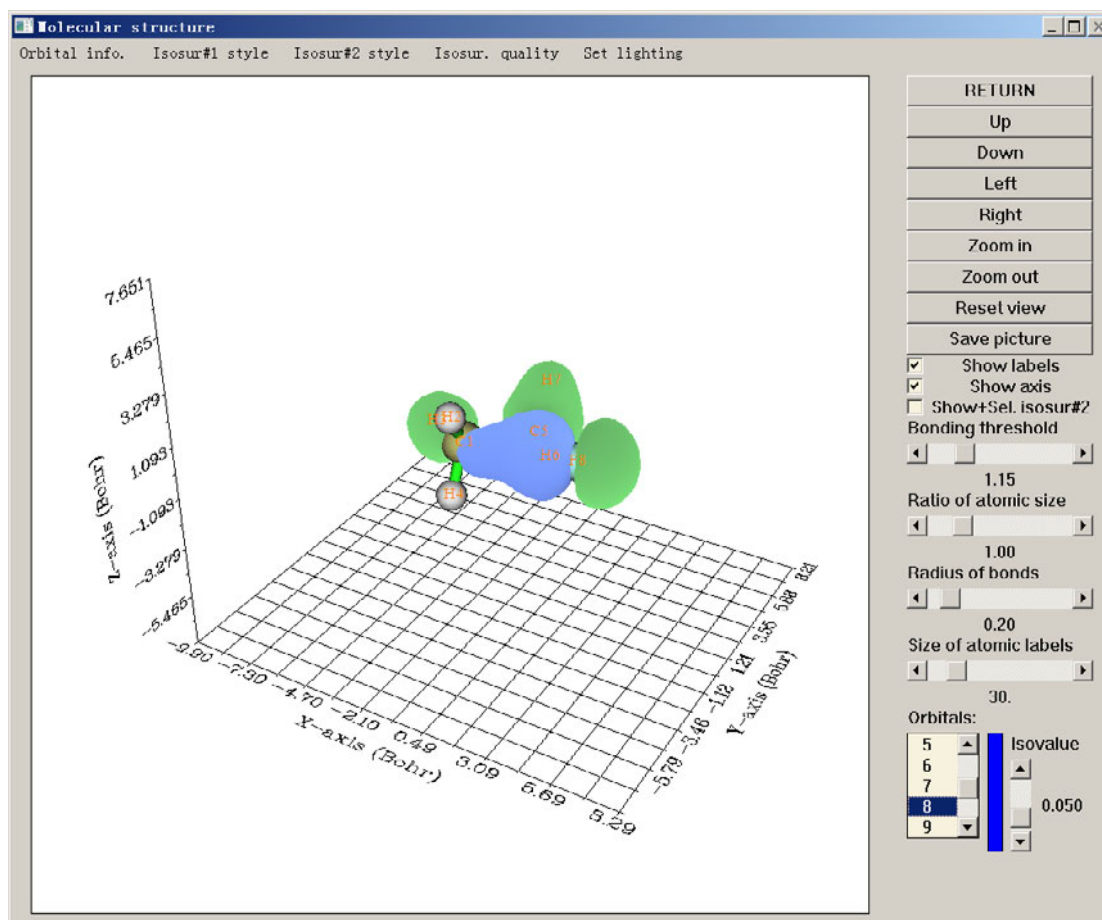 Molecular structure
Orbital info. Isosur#1 style Isosur#2 style Isosur. quality Set lighting
RETURN
Up
Down
Left
Right
Zoom in
Zoom out
Reset view
Save picture
Show labels
Show axis
Show+Sel. isosur#2
Bonding threshold
1.15
Ratio of atomic size
1.00
Radius of bonds
0.20
Size of atomic labels
30.
Orbitals:
5
6
7
8
9
Isovalue
0.050
7.651
5.465
3.279
1.093
-1.093
-3.279
-5.465
Z-axis (Bohr)
-9.90
-7.30
-4.70
-2.10
0.49
3.09
5.69
8.29
X-axis (Bohr)
-5.79
-3.46
-1.12
1.21
3.55
5.88
8.21
Y-axis (Bohr)
H7
H2
C1
C5
H6
H4